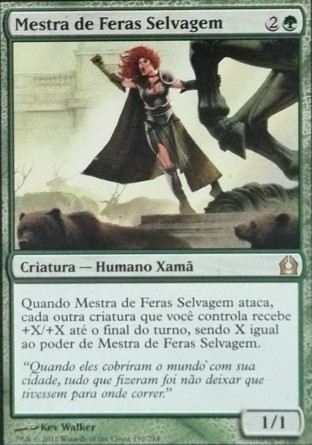 Mestra de Feras Selvagem 2
Criatura — Humano Xamã
Quando Mestra de Feras Selvagem ataca,
cada outra criatura que você controla recebe
+X/+X até o final do turno, sendo X igual
ao poder de Mestra de Feras Selvagem.
“Quando eles cobriram o mundo com sua
cidade, tudo que fizeram foi não deixar que
tivessem para onde correr.”
Kev Walker
1/1